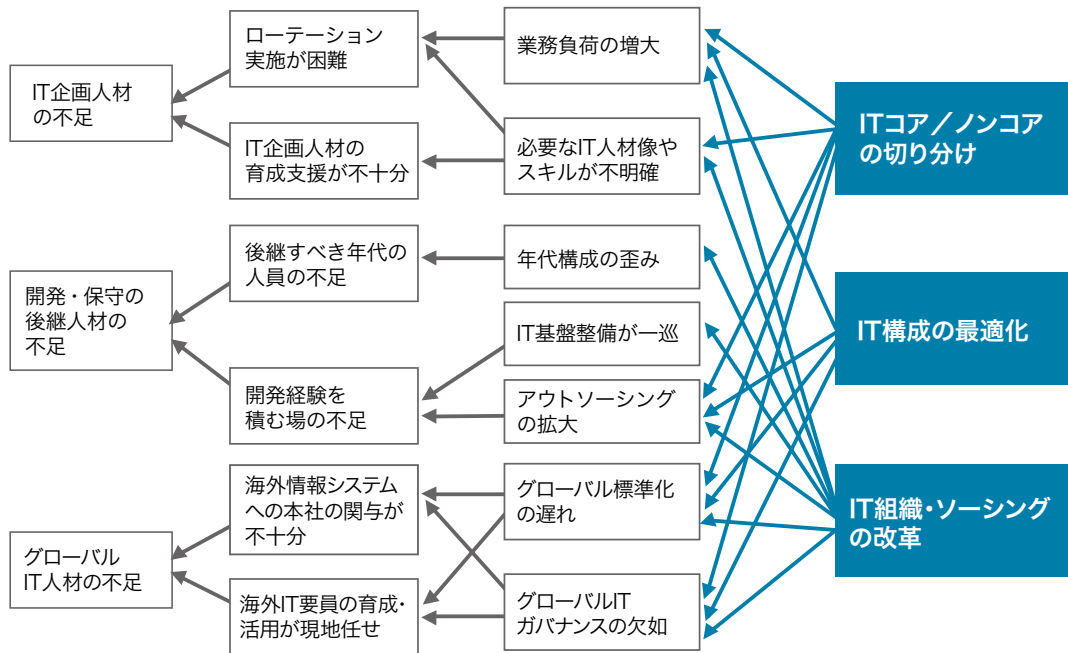 IT企画人材
の不足
開発・保守の
後継人材の
不足
グローバル
IT人材の不足
ローテーション
実施が困難
IT企画人材の
育成支援が不十分
後継すべき年代の
人員の不足
開発経験を
積む場の不足
海外情報システム
への本社の関与が
不十分
海外IT要員の育成・
活用が現地任せ
業務負荷の増大
必要なIT人材像や
スキルが不明確
年代構成の歪み
IT基盤整備が一巡
アウトソーシング
の拡大
グローバル標準化
の遅れ
グローバルIT
ガバナンスの欠如
ITコア／ノンコア
の切り分け
IT構成の最適化
IT組織・ソーシング
の改革